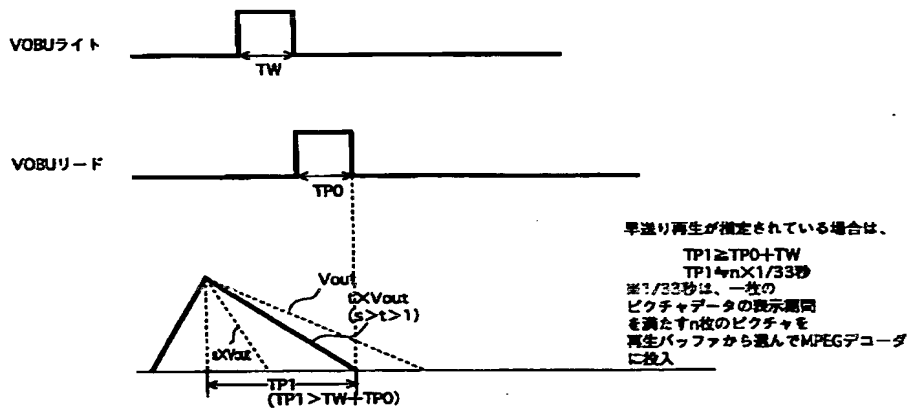 VOBUライト
TW
VOBUリード
TP0
早送り再生が指定されている場合は、
TP1≧TP0+TW
TP1≒n×1/33秒
※1/33秒は、一枚の
ピクチャデータの表示期間
を満たすn枚のピクチャを
再生バッファから選んでMPEGデコーダ
に投入
Vout
t×Vout
(s>t>1)
s×Vout
TP1
(TP1>TW+TP0)